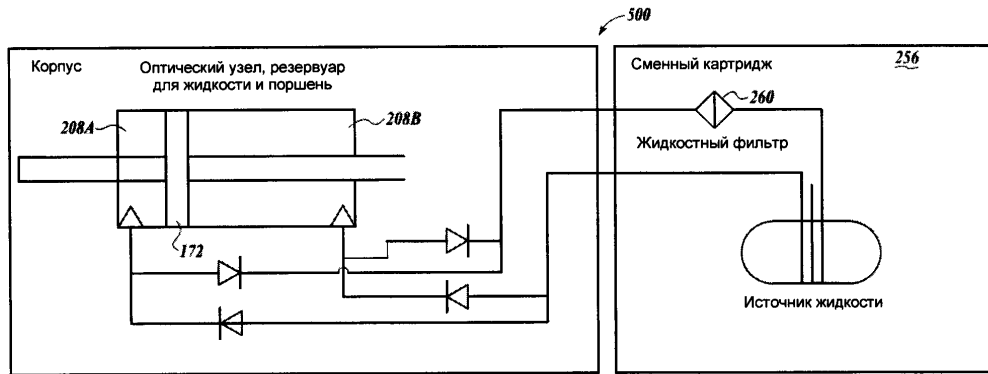 500
Корпус
Оптический узел, резервуар
для жидкости и поршень
208A
208B
172
Сменный картридж
256
260
Жидкостный фильтр
Источник жидкости